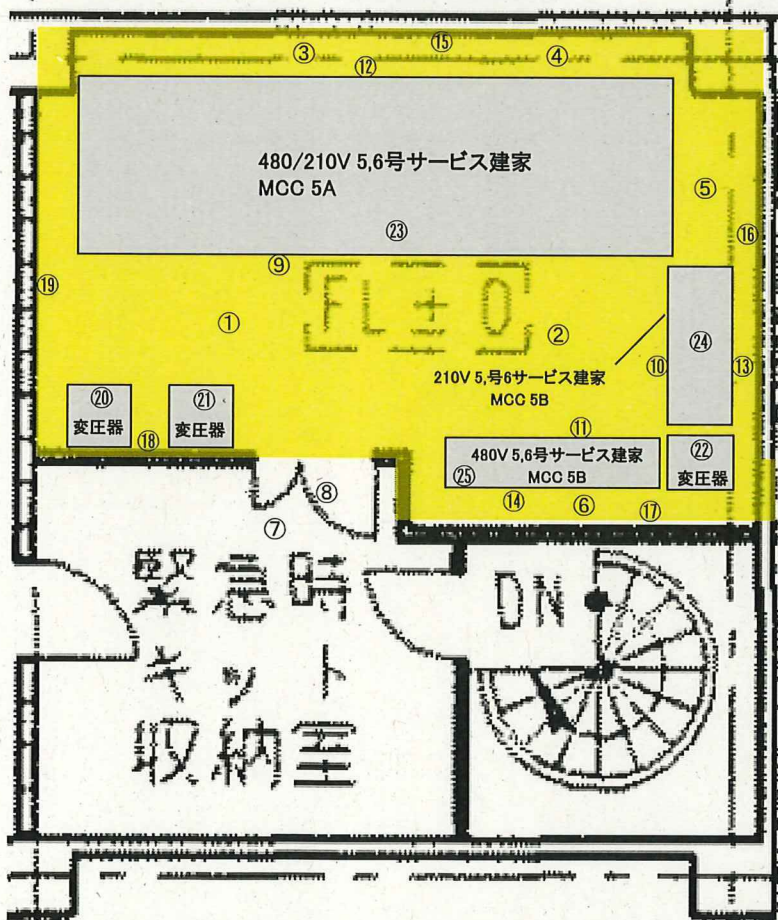 ⑮
③ ④
⑫
480/210V 5,6号サービス建家
MCC 5A
⑤
㉓
⑯
⑨
⑲
FL±0
①
②
㉔
210V 5,号6サービス建家
MCC 5B
⑩ ⑬
⑳
変圧器
㉑
変圧器
⑱
⑪
480V 5,6号サービス建家
MCC 5B
㉕
㉒
変圧器
⑭ ⑥ ⑰
⑧
⑦
緊急時
キット
収納室
DN